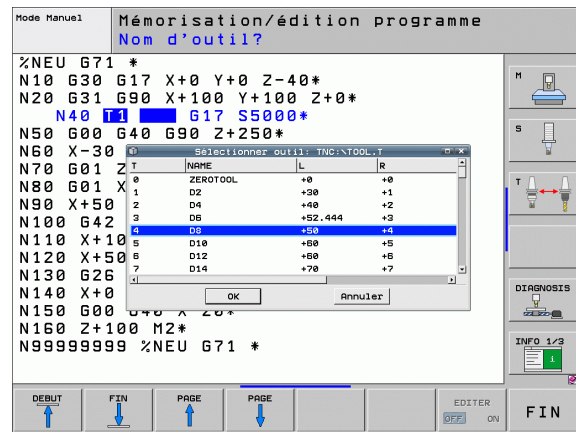 Mode Manuel
Mémorisation/édition programme
Nom d'outil?
%NEU G71 *
N10 G30 G17 X+0 Y+0 Z-40*
N20 G31 G90 X+100 Y+100 Z+0*
N40 T1 G17 S5000*
N50 G00 G40 G90 Z+250*
N60 X-30
N70 G01 Z
N80 G01 X
N90 X+50
N100 G42
N110 X+10
N120 X+50
N130 G26
N140 X+0
N150 G00 G40 X Z0*
N160 Z+100 M2*
N99999999 %NEU G71 *
Sélectionner outil: TNC:\TOOL.T
T NAME L R
0 ZEROTOOL +0 +0
1 D2 +30 +1
2 D4 +40 +2
3 D6 +52.444 +3
4 D8 +50 +4
5 D10 +60 +5
6 D12 +60 +6
7 D14 +70 +7
OK Annuler
M
S
T
DIAGNOSIS
INFO 1/3
i
DEBUT
FIN
PAGE
PAGE
EDITER
OFF ON
FIN